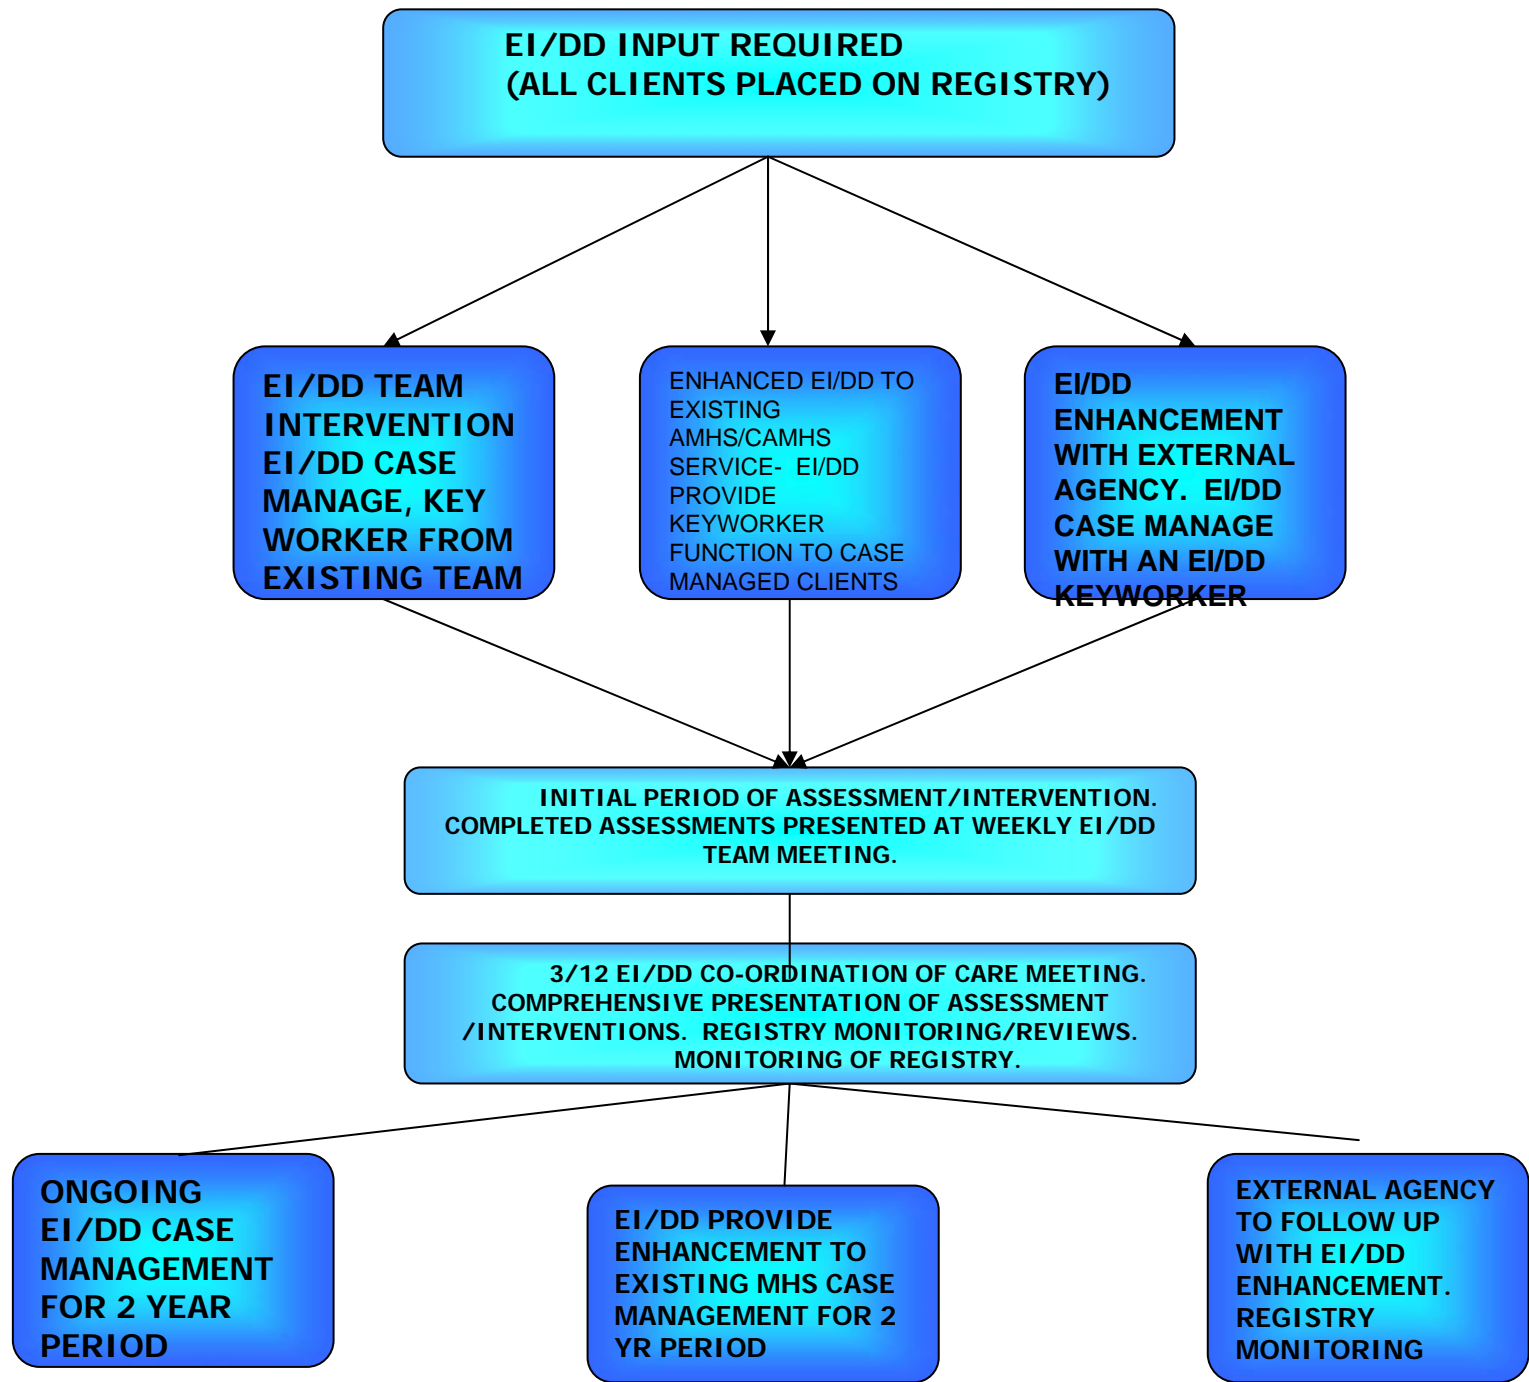 EI/DD INPUT REQUIRED
(ALL CLIENTS PLACED ON REGISTRY)
EI/DD TEAM
INTERVENTION
EI/DD CASE
MANAGE, KEY
WORKER FROM
EXISTING TEAM
ENHANCED EI/DD TO
EXISTING
AMHS/CAMHS
SERVICE- EI/DD
PROVIDE
KEYWORKER
FUNCTION TO CASE
MANAGED CLIENTS
EI/DD
ENHANCEMENT
WITH EXTERNAL
AGENCY. EI/DD
CASE MANAGE
WITH AN EI/DD
KEYWORKER
INITIAL PERIOD OF ASSESSMENT/INTERVENTION.
COMPLETED ASSESSMENTS PRESENTED AT WEEKLY EI/DD
TEAM MEETING.
3/12 EI/DD CO-ORDINATION OF CARE MEETING.
COMPREHENSIVE PRESENTATION OF ASSESSMENT
/INTERVENTIONS. REGISTRY MONITORING/REVIEWS.
MONITORING OF REGISTRY.
ONGOING
EI/DD CASE
MANAGEMENT
FOR 2 YEAR
PERIOD
EI/DD PROVIDE
ENHANCEMENT TO
EXISTING MHS CASE
MANAGEMENT FOR 2
YR PERIOD
EXTERNAL AGENCY
TO FOLLOW UP
WITH EI/DD
ENHANCEMENT.
REGISTRY
MONITORING